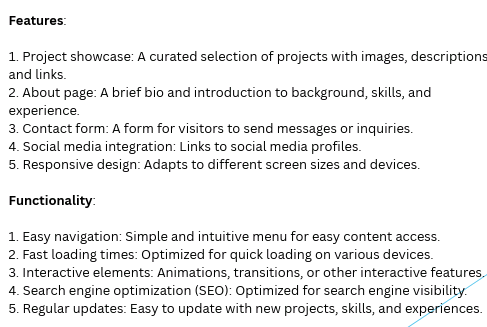 Features:
1. Project showcase: A curated selection of projects with images, descriptions
and links.
2. About page: A brief bio and introduction to background, skills, and
experience.
3. Contact form: A form for visitors to send messages or inquiries.
4. Social media integration: Links to social media profiles.
5. Responsive design: Adapts to different screen sizes and devices.
Functionality:
1. Easy navigation: Simple and intuitive menu for easy content access.
2. Fast loading times: Optimized for quick loading on various devices.
3. Interactive elements: Animations, transitions, or other interactive features.
4. Search engine optimization (SEO): Optimized for search engine visibility.
5. Regular updates: Easy to update with new projects, skills, and experiences.